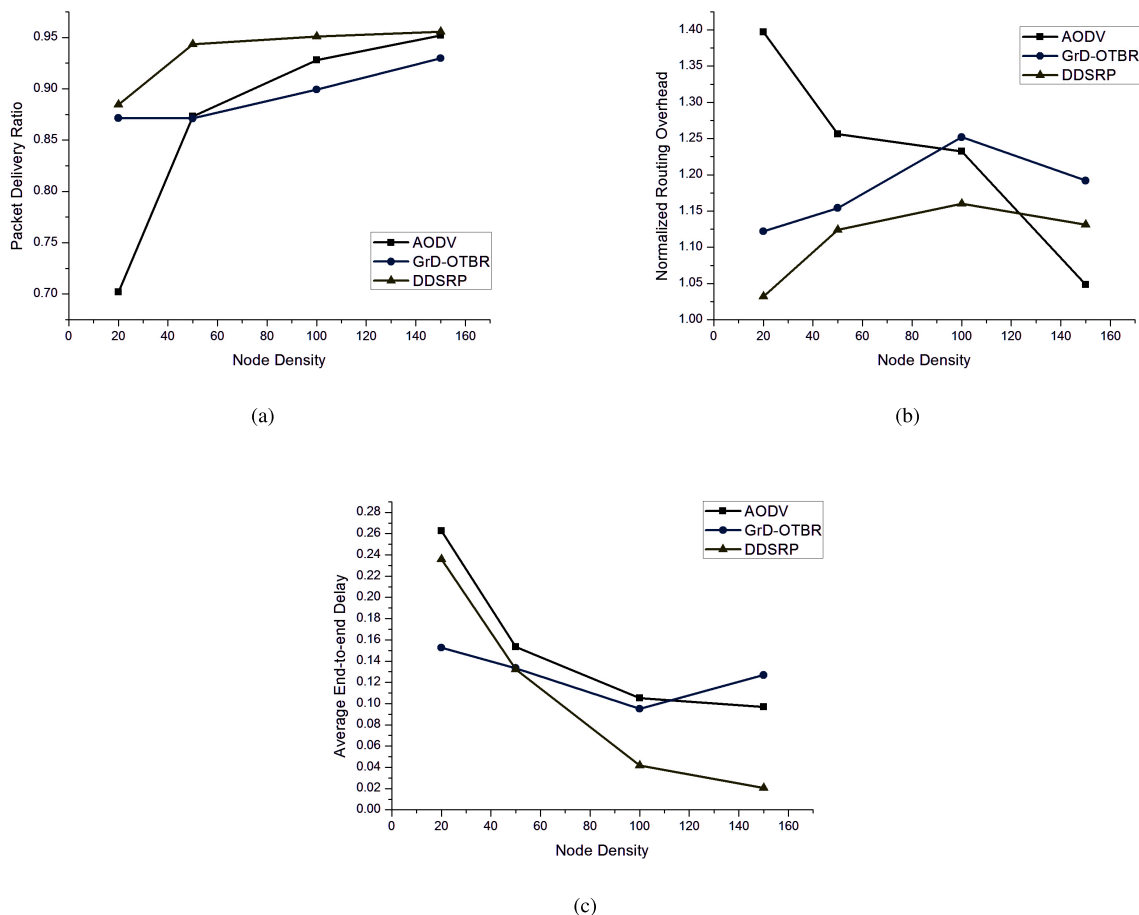 Packet Delivery Ratio
0.95
0.90
0.85
0.80
0.75
0.70
AODV
GrD-OTBR
DDSRP
0 20 40 60 80 100 120 140 160
Node Density
(a)
Normalized Routing Overhead
1.40
1.35
1.30
1.25
1.20
1.15
1.10
1.05
1.00
AODV
GrD-OTBR
DDSRP
0 20 40 60 80 100 120 140 160
Node Density
(b)
Average End-to-end Delay
0.28
0.26
0.24
0.22
0.20
0.18
0.16
0.14
0.12
0.10
0.08
0.06
0.04
0.02
0.00
AODV
GrD-OTBR
DDSRP
0 20 40 60 80 100 120 140 160
Node Density
(c)